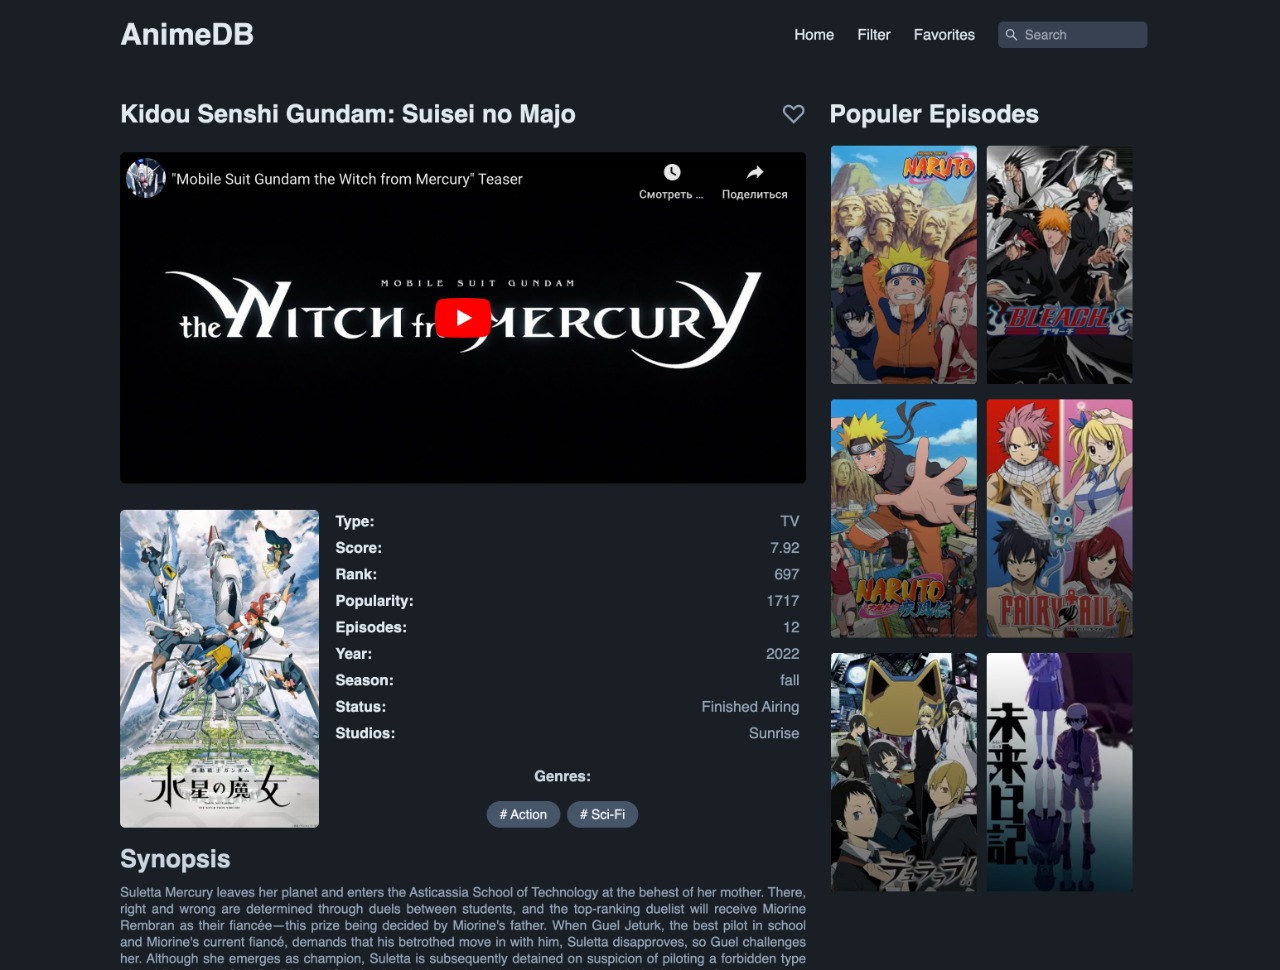 AnimeDB
Home
Filter
Favorites
Search
Kidou Senshi Gundam: Suisei no Majo
"Mobile Suit Gundam the Witch from Mercury" Teaser
Смотреть ...
Поделиться
MOBILE SUIT GUNDAM
the WITCH fr MERCURY
Type:
TV
Score:
7.92
Rank:
697
Popularity:
1717
Episodes:
12
Year:
2022
Season:
fall
Status:
Finished Airing
Studios:
Sunrise
Genres:
# Action
# Sci-Fi
水星の魔女
Synopsis
Suletta Mercury leaves her planet and enters the Asticassia School of Technology at the behest of her mother. There,
right and wrong are determined through duels between students, and the top-ranking duelist will receive Miorine
Rembran as their fiancée—this prize being decided by Miorine's father. When Guel Jeturk, the best pilot in school
and Miorine's current fiancé, demands that his betrothed move in with him, Suletta disapproves, so Guel challenges
her. Although she emerges as champion, Suletta is subsequently detained on suspicion of piloting a forbidden type
Populer Episodes
NARUTO
BLEACH
ブリーチ
NARUTO
疾風伝
FAIRY TAIL
デュラララ!!
未来日記